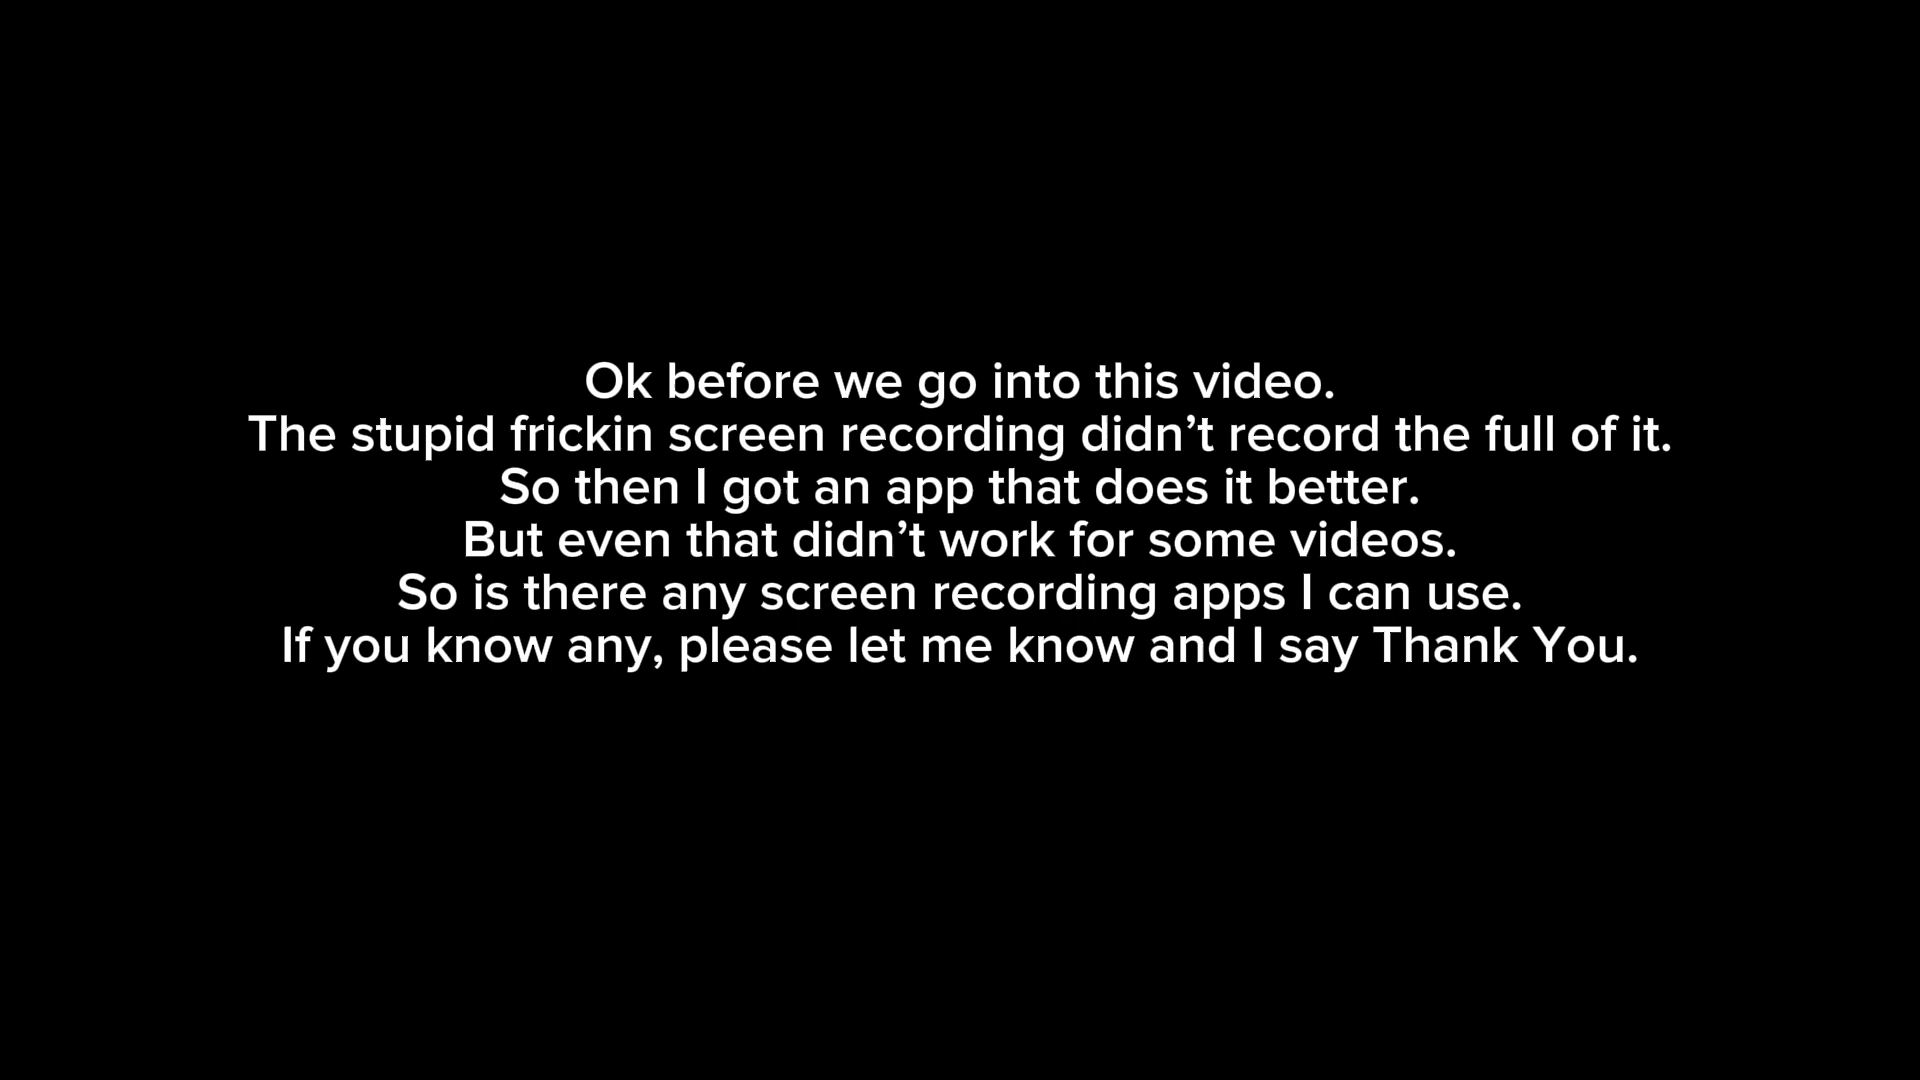 Ok before we go into this video.
The stupid frickin screen recording didn’t record the full of it.
So then I got an app that does it better.
But even that didn’t work for some videos.
So is there any screen recording apps I can use.
If you know any, please let me know and I say Thank You.